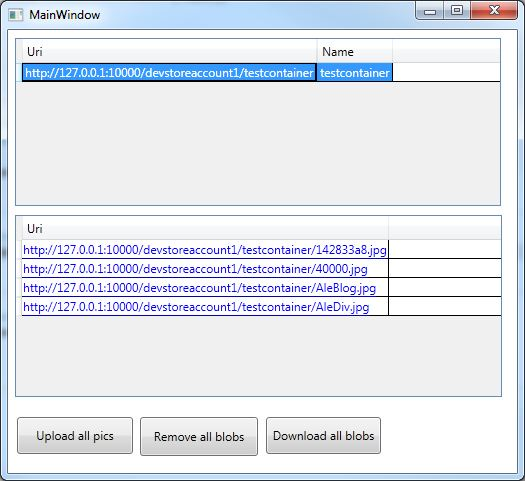 MainWindow
Uri Name
http://127.0.0.1:10000/devstoreaccount1/testcontainer testcontainer
Uri
http://127.0.0.1:10000/devstoreaccount1/testcontainer/142833a8.jpg
http://127.0.0.1:10000/devstoreaccount1/testcontainer/40000.jpg
http://127.0.0.1:10000/devstoreaccount1/testcontainer/AleBlog.jpg
http://127.0.0.1:10000/devstoreaccount1/testcontainer/AleDiv.jpg
Upload all pics Remove all blobs Download all blobs